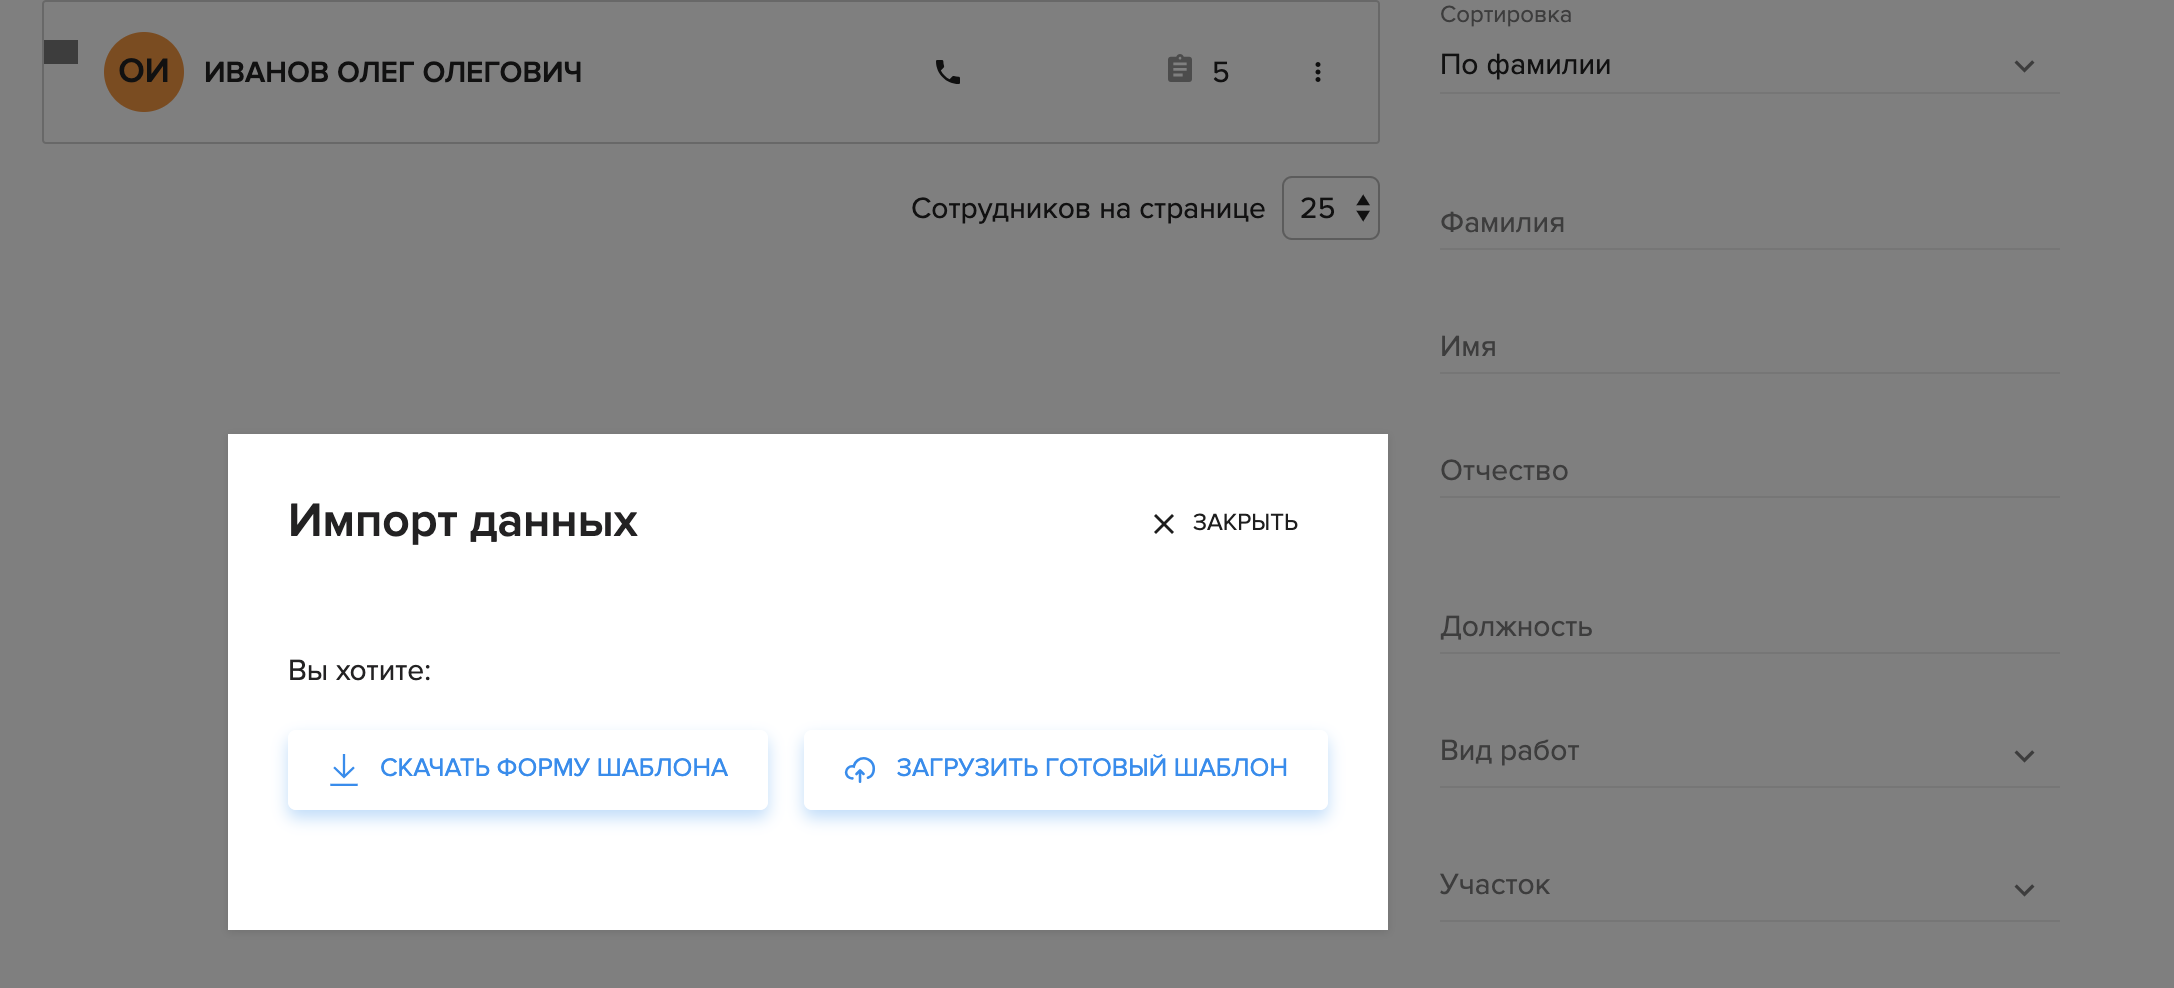 ОИ ИВАНОВ ОЛЕГ ОЛЕГОВИЧ 5
Сотрудников на странице 25
Сортировка
По фамилии
Фамилия
Имя
Отчество
Должность
Вид работ
Участок
Импорт данных
ЗАКРЫТЬ
Вы хотите:
СКАЧАТЬ ФОРМУ ШАБЛОНА
ЗАГРУЗИТЬ ГОТОВЫЙ ШАБЛОН